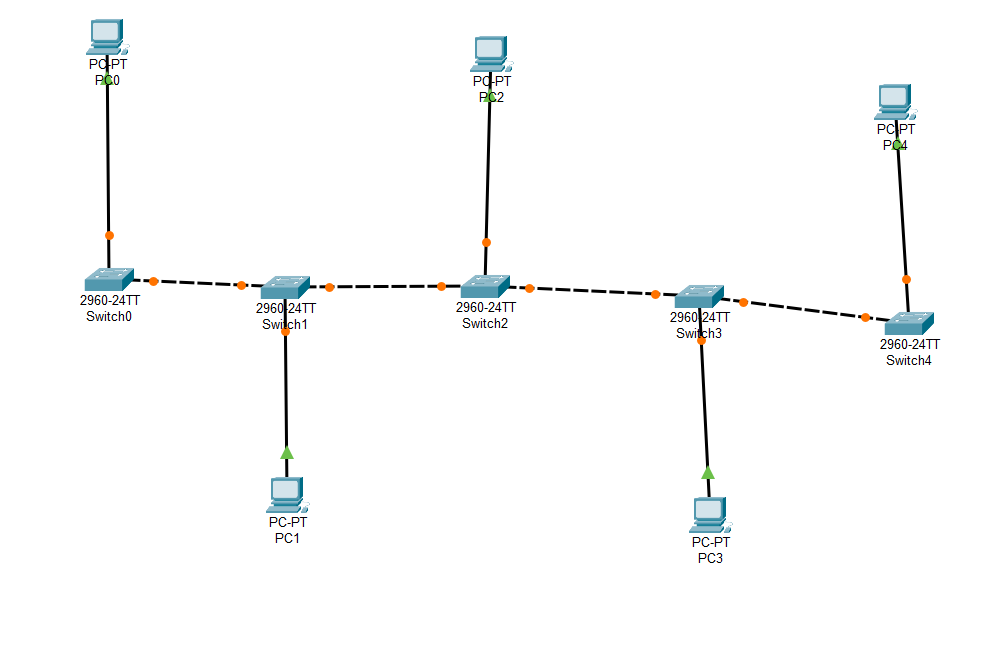 PC-PT
PC0
PC-PT
PC2
PC-PT
PC4
2960-24TT
Switch0
2960-24TT
Switch1
2960-24TT
Switch2
2960-24TT
Switch3
2960-24TT
Switch4
PC-PT
PC1
PC-PT
PC3